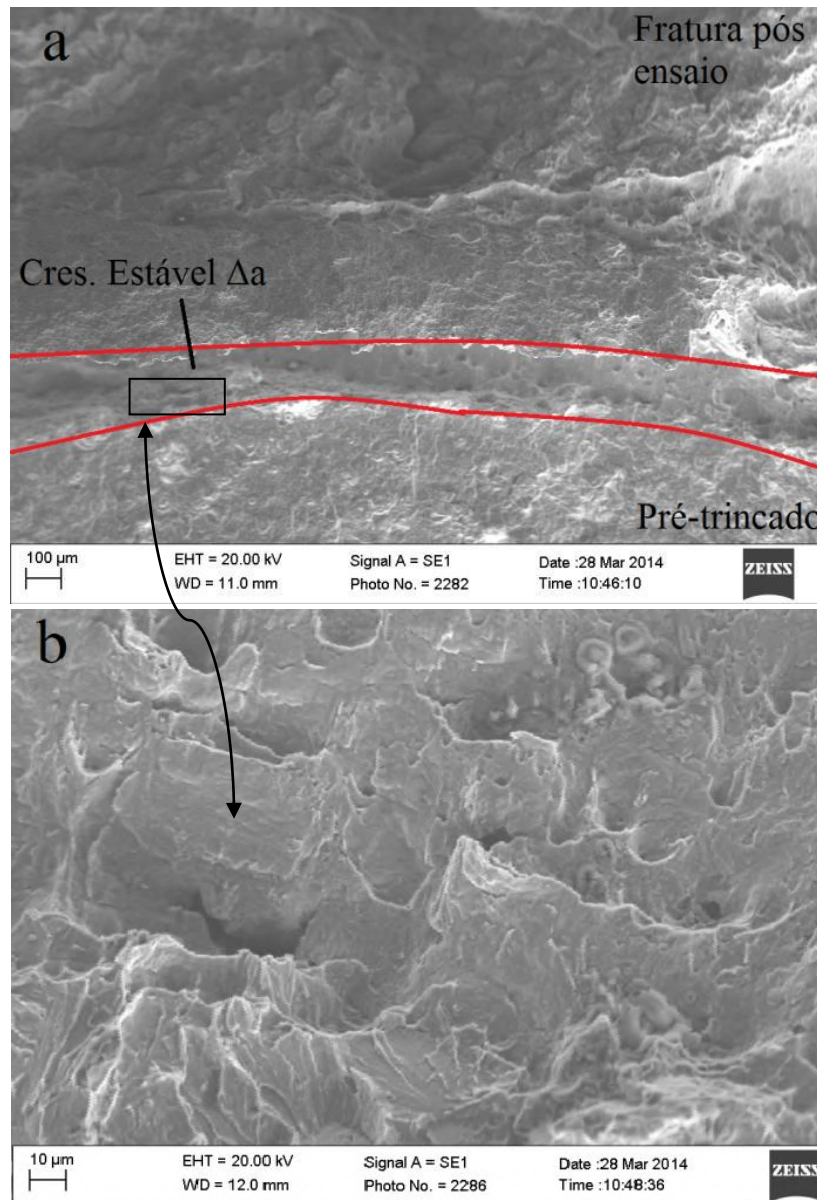 a
Fratura pós
ensaio
Cres. Estável Δa
Pré-trincado
100 µm
EHT = 20.00 kV
Signal A = SE1
Date :28 Mar 2014
WD = 11.0 mm
Photo No. = 2282
Time :10:46:10
ZEISS
b
10 µm
EHT = 20.00 kV
Signal A = SE1
Date :28 Mar 2014
WD = 12.0 mm
Photo No. = 2286
Time :10:48:36
ZEISS